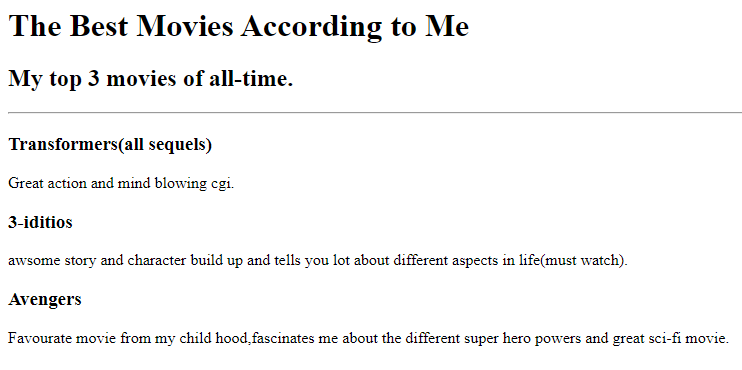 The Best Movies According to Me
My top 3 movies of all-time.
Transformers(all sequels)
Great action and mind blowing cgi.
3-iditios
awsome story and character build up and tells you lot about different aspects in life(must watch).
Avengers
Favourate movie from my child hood,fascinates me about the different super hero powers and great sci-fi movie.